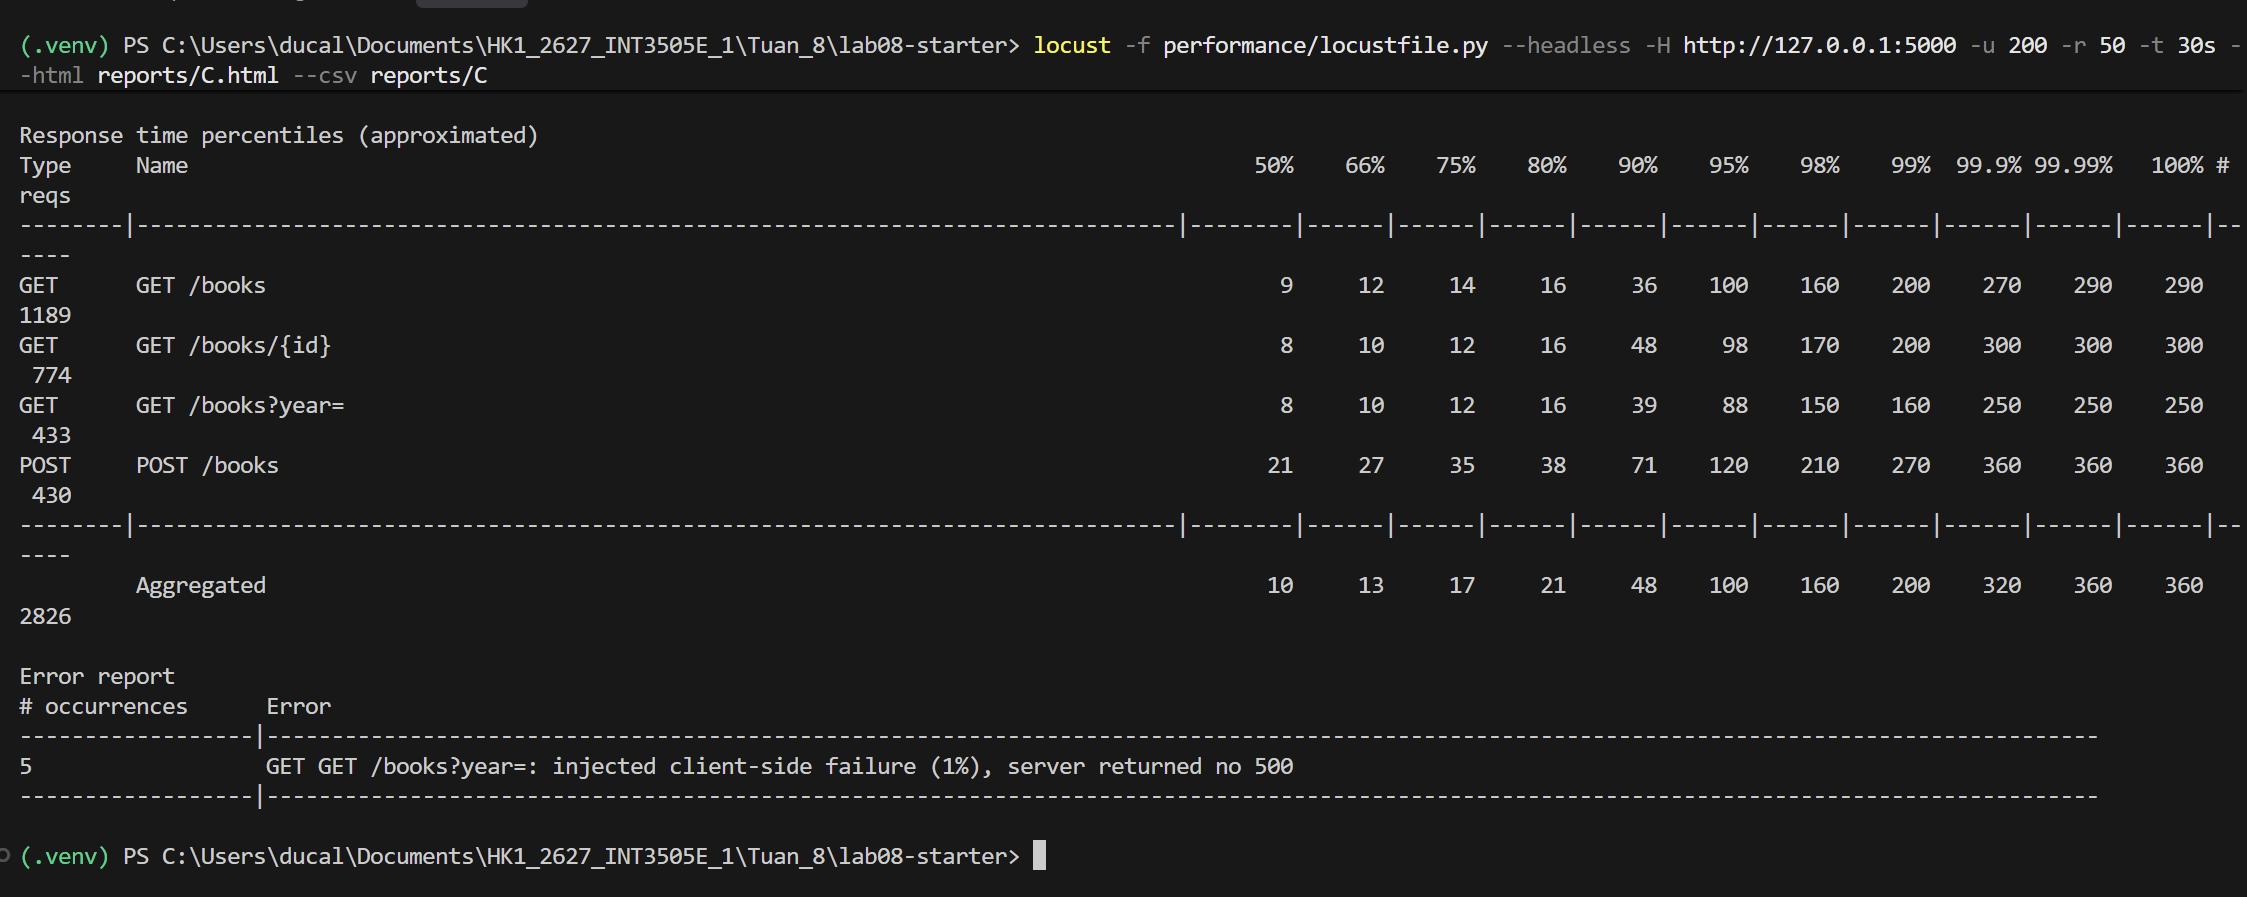 (.venv) PS C:\Users\ducal\Documents\HK1_2627_INT3505E_1\Tuan_8\lab08-starter> locust -f performance/locustfile.py --headless -H http://127.0.0.1:5000 -u 200 -r 50 -t 30s -
-html reports/C.html --csv reports/C
Response time percentiles (approximated)
Type     Name                                                                                  50%    66%    75%    80%    90%    95%    98%    99%  99.9% 99.99%   100% #
reqs
--------|--------------------------------------------------------------------------------|--------|------|------|------|------|------|------|------|------|------|------|--
----
GET      GET /books                                                                              9     12     14     16     36    100    160    200    270    290    290
1189
GET      GET /books/{id}                                                                         8     10     12     16     48     98    170    200    300    300    300
 774
GET      GET /books?year=                                                                        8     10     12     16     39     88    150    160    250    250    250
 433
POST     POST /books                                                                            21     27     35     38     71    120    210    270    360    360    360
 430
--------|--------------------------------------------------------------------------------|--------|------|------|------|------|------|------|------|------|------|------|--
----
         Aggregated                                                                             10     13     17     21     48    100    160    200    320    360    360
2826
Error report
# occurrences      Error
------------------|---------------------------------------------------------------------------------------------------------------------------------------------
5                  GET GET /books?year=: injected client-side failure (1%), server returned no 500
------------------|---------------------------------------------------------------------------------------------------------------------------------------------
(.venv) PS C:\Users\ducal\Documents\HK1_2627_INT3505E_1\Tuan_8\lab08-starter>